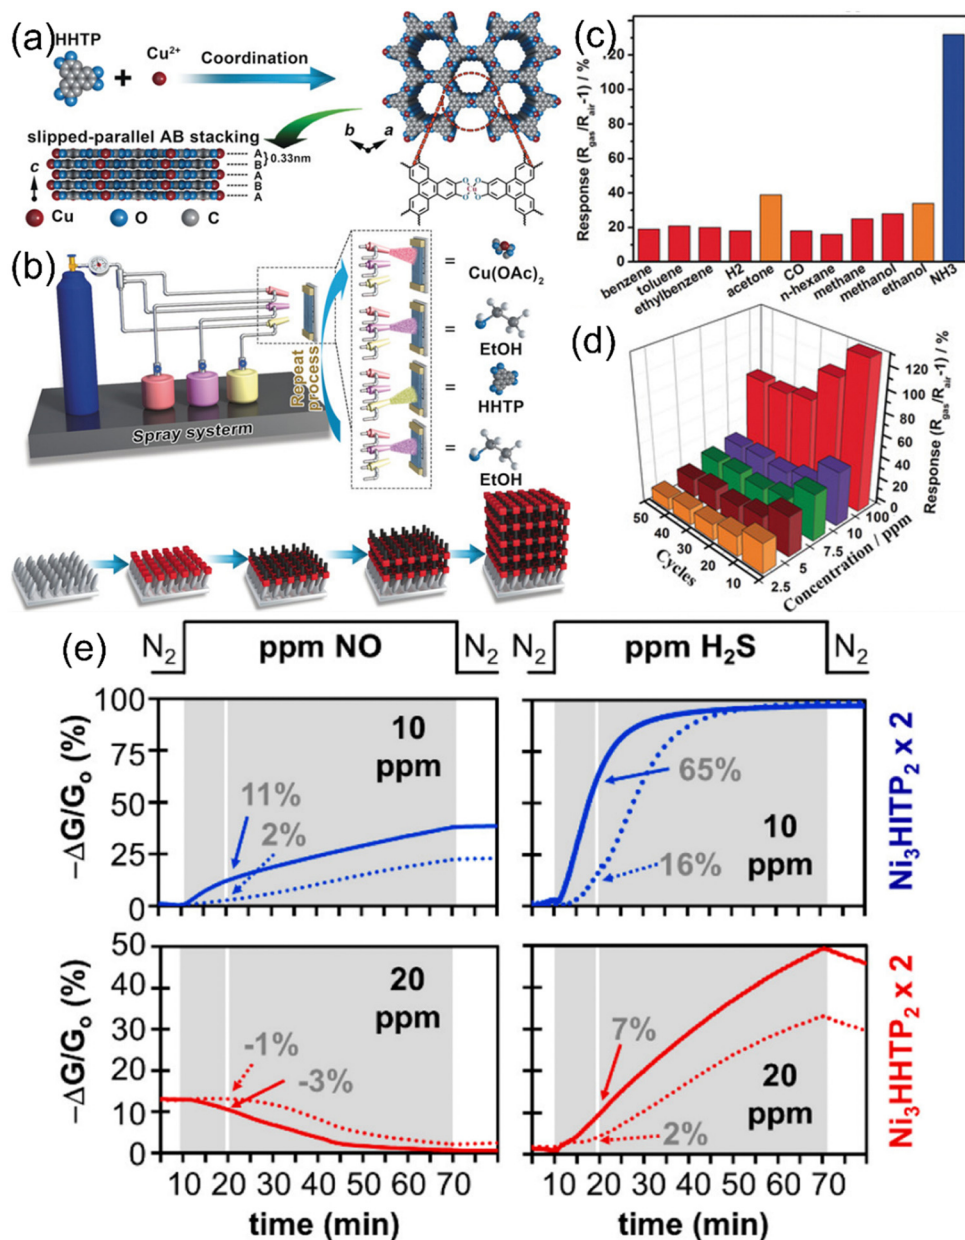 (a)
HHTP
Cu²⁺
+
Coordination
slipped-parallel AB stacking
A
B
A
B
A
}0.33nm
c
b
a
Cu
O
C
O
O
Cu
O
O
(b)
Spray systerm
Repeat process
= Cu(OAc)₂
= EtOH
= HHTP
= EtOH
(c)
Response (R_gas/R_air-1) / %
120
100
80
60
40
20
0
benzene
toluene
ethylbenzene
H2
acetone
CO
n-hexane
methane
methanol
ethanol
NH3
(d)
Response (R_gas/R_air-1) / %
120
100
80
60
40
20
0
50
40
30
20
10
Cycles
2.5
5
7.5
10
100
Concentration / ppm
(e)
N₂ ppm NO N₂
N₂ ppm H₂S N₂
−ΔG/Gₒ (%)
100
75
50
25
0
10 ppm
11%
2%
10 ppm
65%
16%
Ni₃HITP₂ x 2
−ΔG/Gₒ (%)
50
40
30
20
10
0
20 ppm
-1%
-3%
20 ppm
7%
2%
Ni₃HHTP₂ x 2
10 20 30 40 50 60 70
10 20 30 40 50 60 70
time (min)
time (min)